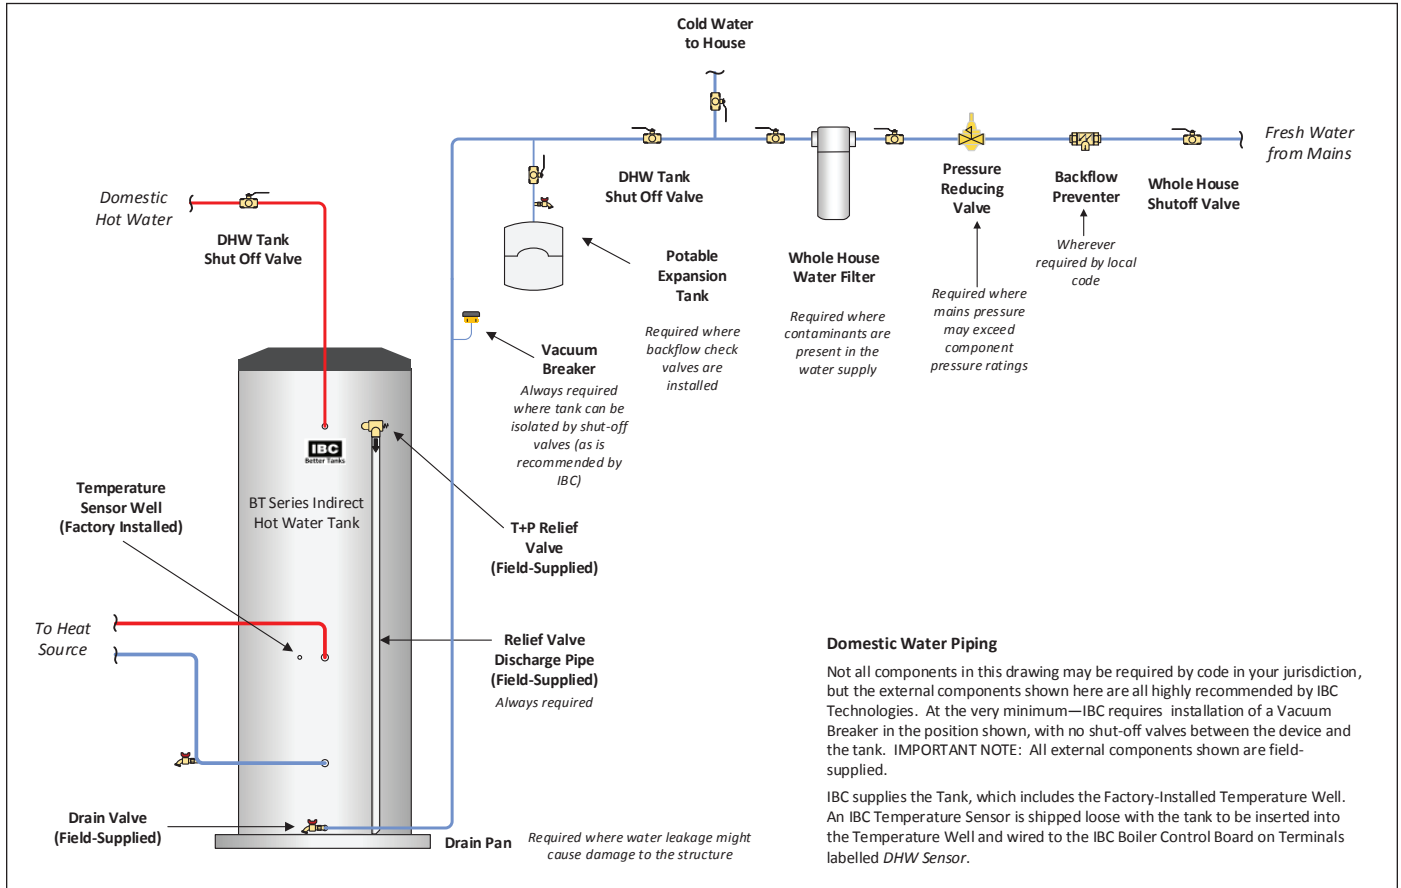 Cold Water
to House
Fresh Water
from Mains
Domestic
Hot Water
DHW Tank
Shut Off Valve
DHW Tank
Shut Off Valve
Pressure
Reducing
Valve
Backflow
Preventer
Whole House
Shutoff Valve
Wherever
required by local
code
Potable
Expansion
Tank
Whole House
Water Filter
Required where
mains pressure
may exceed
component
pressure ratings
Required where
backflow check
valves are
installed
Required where
contaminants are
present in the
water supply
Vacuum
Breaker
Always required
where tank can be
isolated by shut-off
valves (as is
recommended by
IBC)
IBC
Better Tanks
BT Series Indirect
Hot Water Tank
Temperature
Sensor Well
(Factory Installed)
T+P Relief
Valve
(Field-Supplied)
To Heat
Source
Relief Valve
Discharge Pipe
(Field-Supplied)
Always required
Drain Valve
(Field-Supplied)
Drain Pan
Required where water leakage might
cause damage to the structure
Domestic Water Piping
Not all components in this drawing may be required by code in your jurisdiction,
but the external components shown here are all highly recommended by IBC
Technologies. At the very minimum—IBC requires installation of a Vacuum
Breaker in the position shown, with no shut-off valves between the device and
the tank. IMPORTANT NOTE: All external components shown are field-
supplied.
IBC supplies the Tank, which includes the Factory-Installed Temperature Well.
An IBC Temperature Sensor is shipped loose with the tank to be inserted into
the Temperature Well and wired to the IBC Boiler Control Board on Terminals
labelled DHW Sensor.